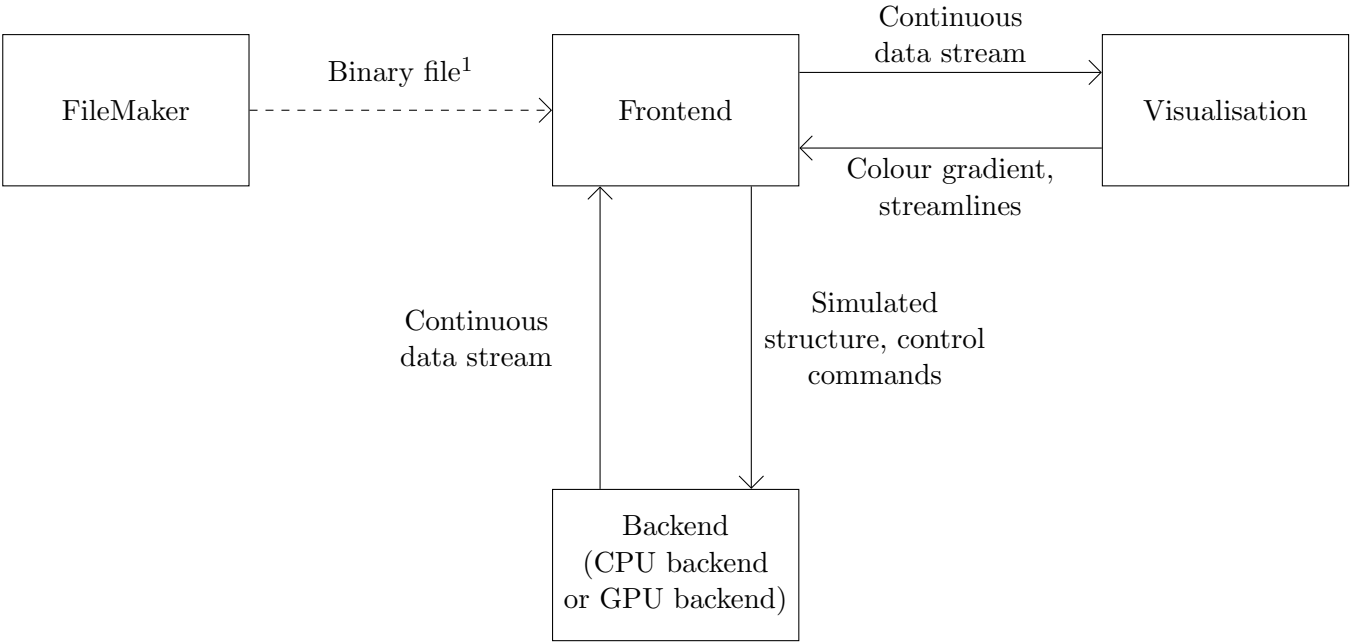 Continuous
data stream
Binary file¹
FileMaker
Frontend
Visualisation
Colour gradient,
streamlines
Continuous
data stream
Simulated
structure, control
commands
Backend
(CPU backend
or GPU backend)